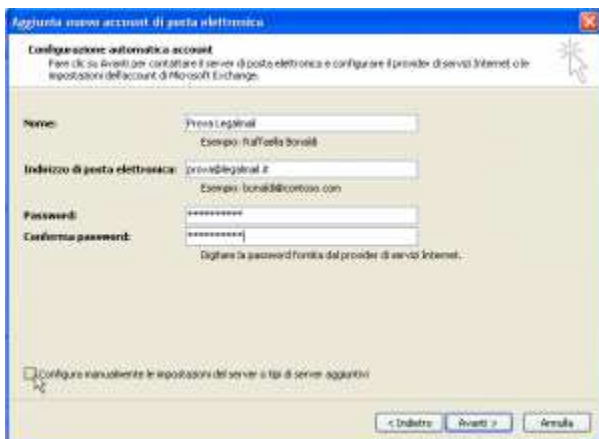 Aggiunta nuovo account di posta elettronica
Configurazione automatica account
Fare clic su Avanti per contattare il server di posta elettronica e configurare il provider di servizi Internet o le
impostazioni dell'account di Microsoft Exchange.
Nome:
Prova Legalmail
Esempio: Raffaella Bonaldi
Indirizzo di posta elettronica:
prova@legalmail.it
Esempio: bonaldi@contoso.com
Password:
**********
Conferma password:
**********
Digitare la password fornita dal provider di servizi Internet.
Configura manualmente le impostazioni del server o tipi di server aggiuntivi
< Indietro
Avanti >
Annulla